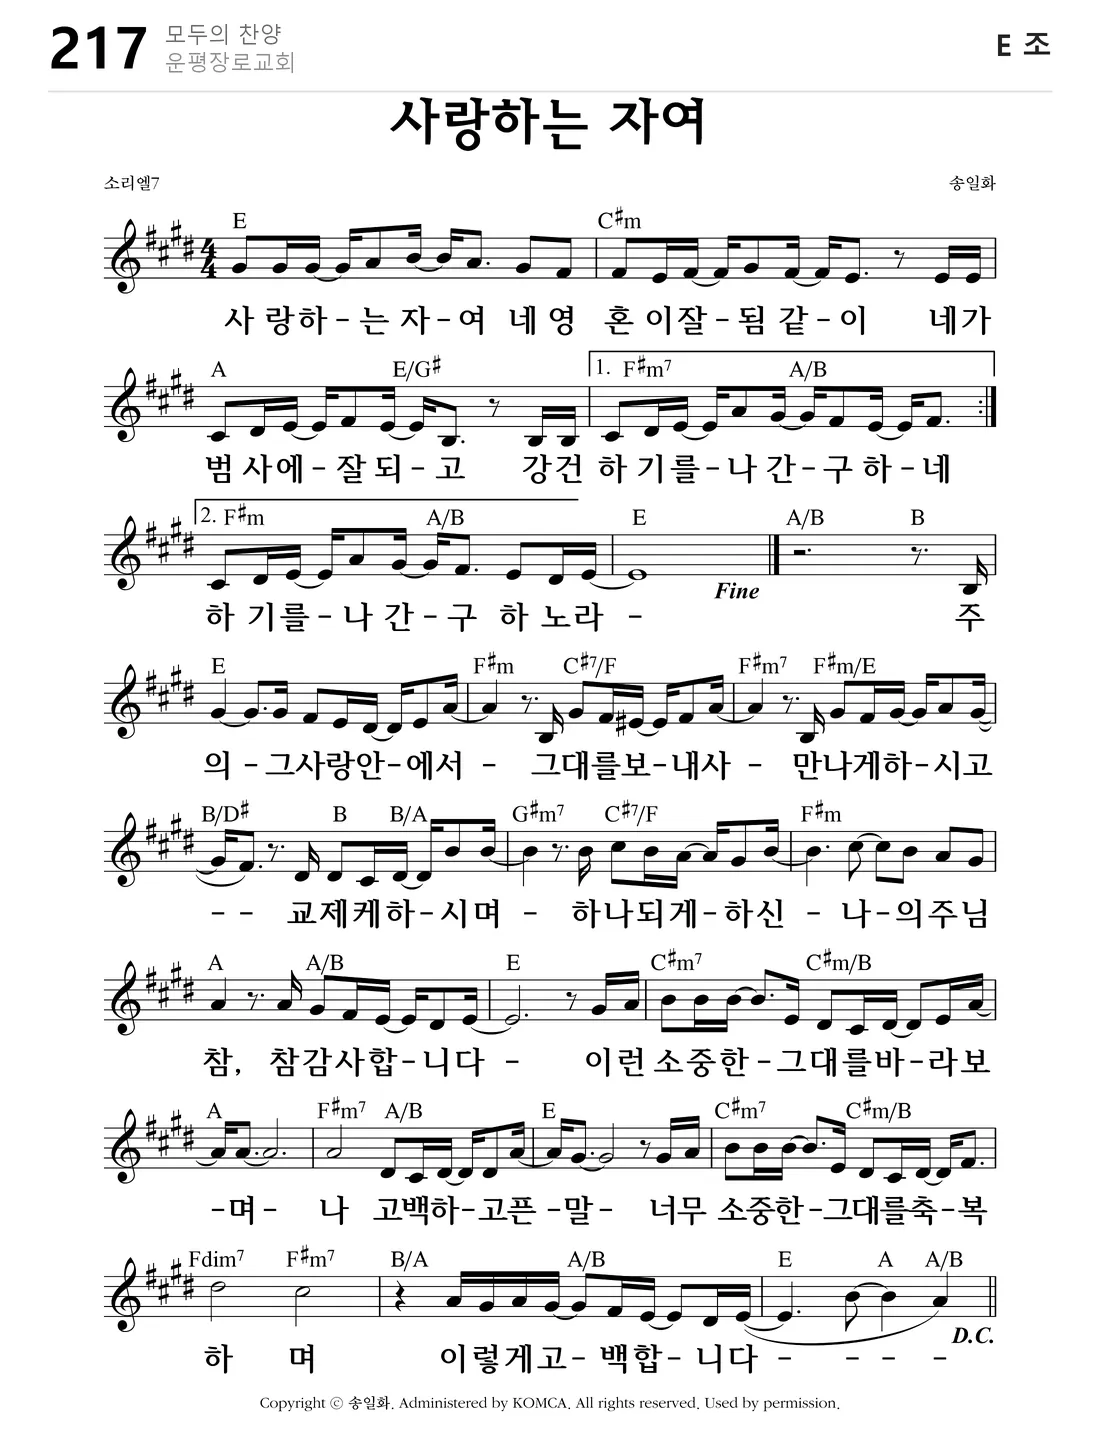 217 모두의 찬양 E 조
운평장로교회
사랑하는 자여
소리엘7 송일화
E C#m
사 랑하-는 자-여 네 영 혼 이잘-됨 같-이 네가
A E/G# 1. F#m7 A/B
범 사에-잘 되-고 강건 하 기를-나 간-구 하-네
2. F#m A/B E A/B B
Fine
하 기를-나 간-구 하 노라 - 주
E F#m C#7/F F#m7 F#m/E
의 -그사랑안-에서 - 그대를보-내사 - 만나게하-시고
B/D# B B/A G#m7 C#7/F F#m
- - 교제케하-시며 - 하나되게-하신 - 나-의주님
A A/B E C#m7 C#m/B
참, 참감사합-니다 - 이런 소중한-그대를바-라보
A F#m7 A/B E C#m7 C#m/B
-며- 나 고백하-고픈 -말- 너무 소중한-그대를축-복
Fdim7 F#m7 B/A A/B E A A/B
D.C.
하 며 이렇게고-백합-니다 - - - -
Copyright ⓒ 송일화. Administered by KOMCA. All rights reserved. Used by permission.